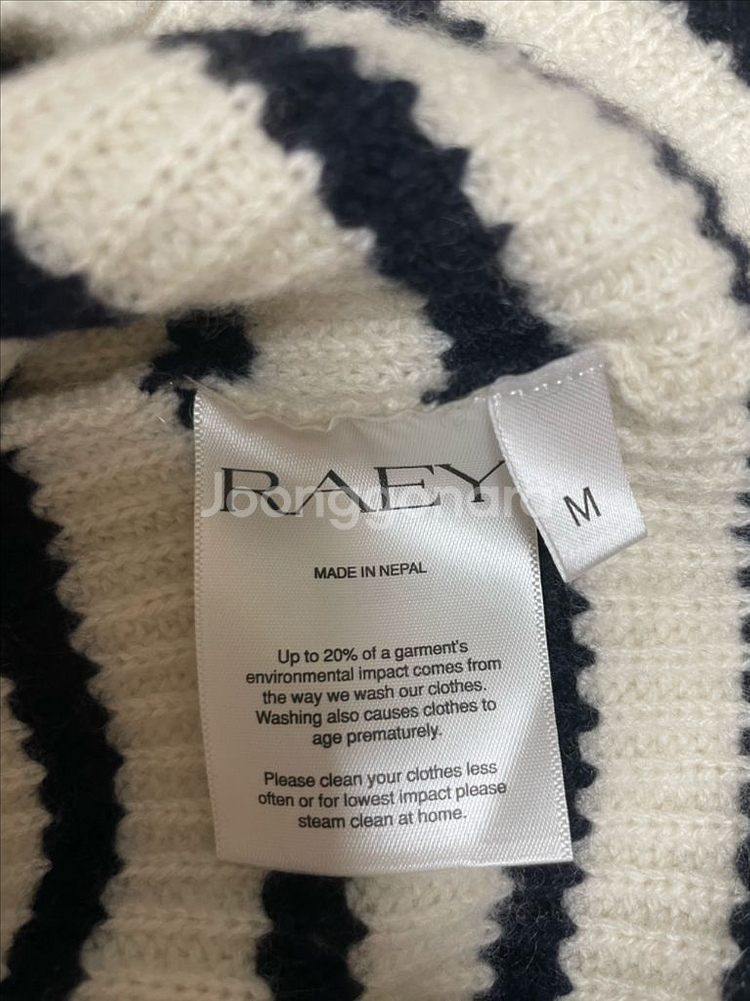 RAEY
M
Joonggonara
MADE IN NEPAL
Up to 20% of a garment's
environmental impact comes from
the way we wash our clothes.
Washing also causes clothes to
age prematurely.
Please clean your clothes less
often or for lowest impact please
steam clean at home.